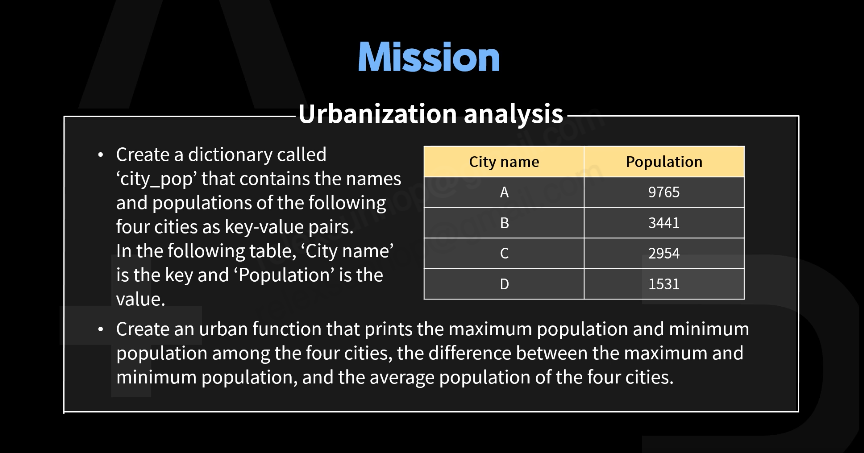 Mission
Urbanization analysis
• Create a dictionary called
‘city_pop’ that contains the names
and populations of the following
four cities as key-value pairs.
In the following table, ‘City name’
is the key and ‘Population’ is the
value.
City name Population
A 9765
B 3441
C 2954
D 1531
• Create an urban function that prints the maximum population and minimum
population among the four cities, the difference between the maximum and
minimum population, and the average population of the four cities.